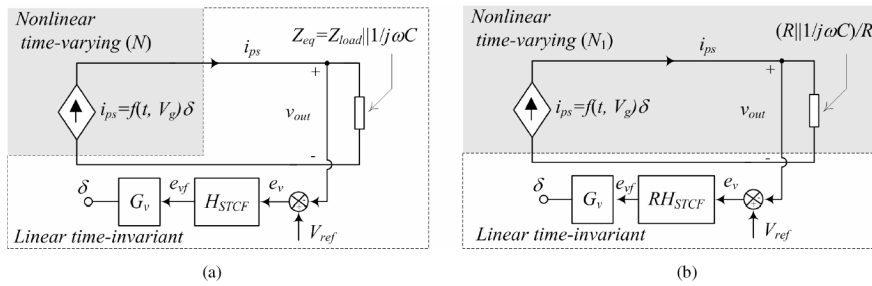 Nonlinear
time-varying (N)
i_ps
Z_eq=Z_load||1/jωC
+
i_ps=f(t, V_g)δ
v_out
-
δ
G_v
e_vf
H_STCF
e_v
V_ref
Linear time-invariant
(a)
Nonlinear
time-varying (N_1)
i_ps
(R||1/jωC)/R
+
i_ps=f(t, V_g)δ
v_out
-
δ
G_v
e_vf
RH_STCF
e_v
V_ref
Linear time-invariant
(b)